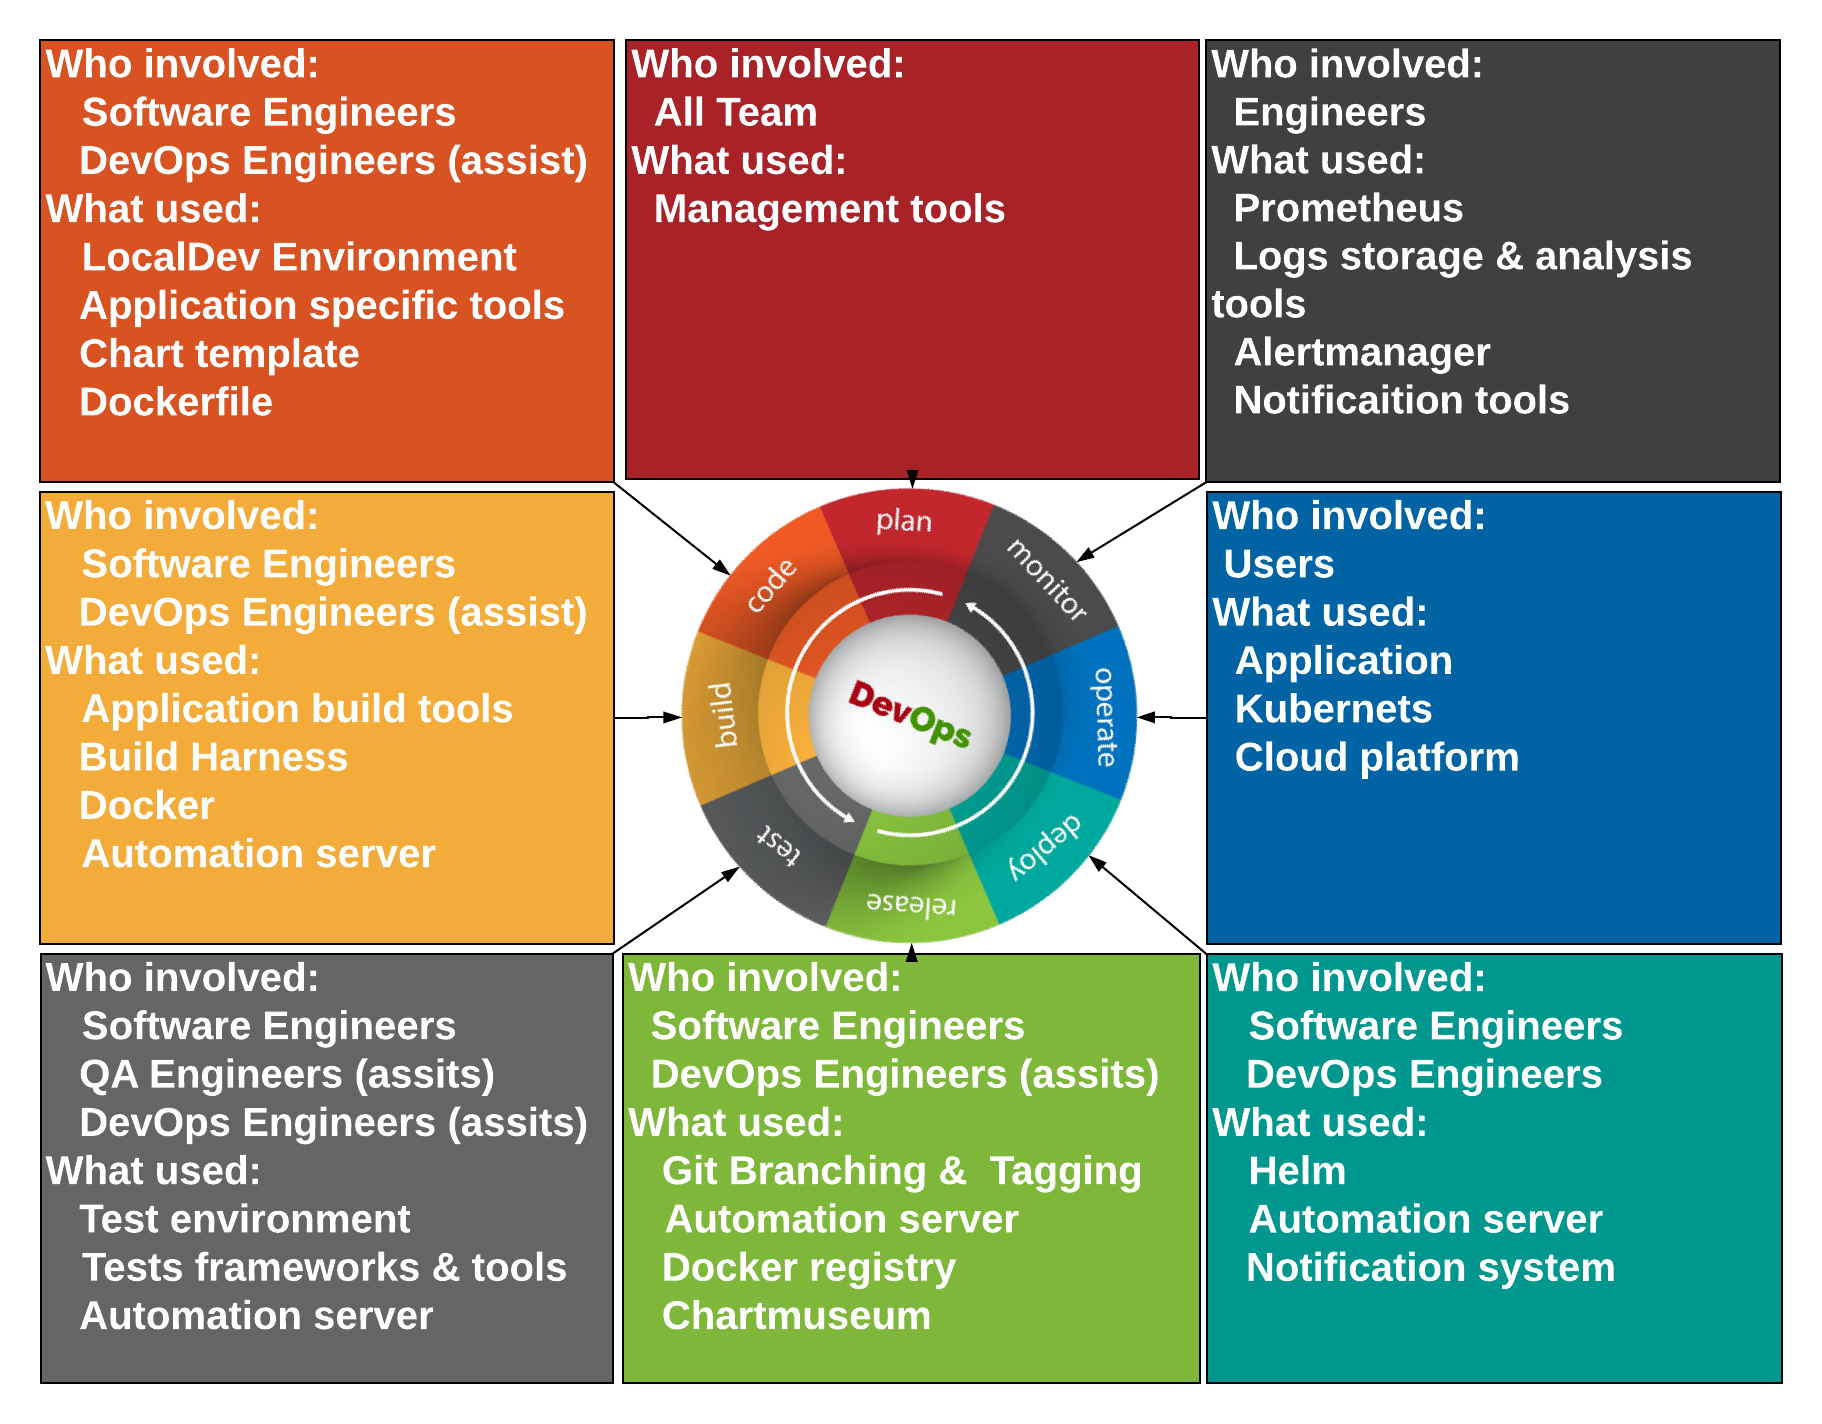 Who involved:
Software Engineers
DevOps Engineers (assist)
What used:
LocalDev Environment
Application specific tools
Chart template
Dockerfile
Who involved:
All Team
What used:
Management tools
Who involved:
Engineers
What used:
Prometheus
Logs storage & analysis
tools
Alertmanager
Notificaition tools
Who involved:
Software Engineers
DevOps Engineers (assist)
What used:
Application build tools
Build Harness
Docker
Automation server
plan
monitor
operate
deploy
release
test
build
code
DevOps
Who involved:
Users
What used:
Application
Kubernets
Cloud platform
Who involved:
Software Engineers
QA Engineers (assits)
DevOps Engineers (assits)
What used:
Test environment
Tests frameworks & tools
Automation server
Who involved:
Software Engineers
DevOps Engineers (assits)
What used:
Git Branching &  Tagging
Automation server
Docker registry
Chartmuseum
Who involved:
Software Engineers
DevOps Engineers
What used:
Helm
Automation server
Notification system